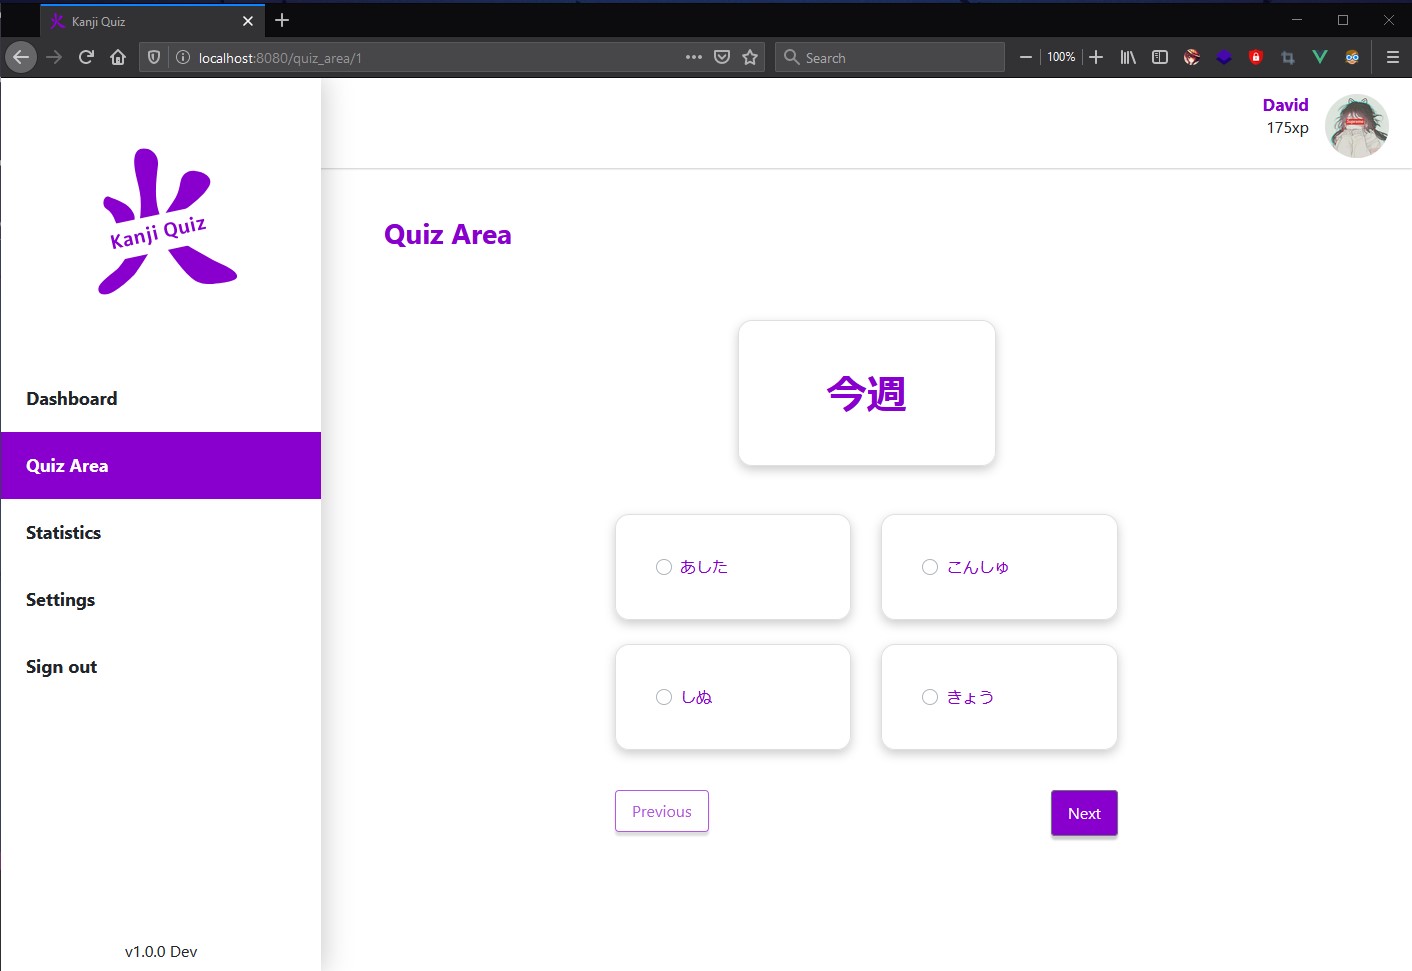 Kanji Quiz
localhost:8080/quiz_area/1
Search
100%
David
175xp
火
Kanji Quiz
Dashboard
Quiz Area
Statistics
Settings
Sign out
v1.0.0 Dev
Quiz Area
今週
あした
こんしゅ
しぬ
きょう
Previous
Next